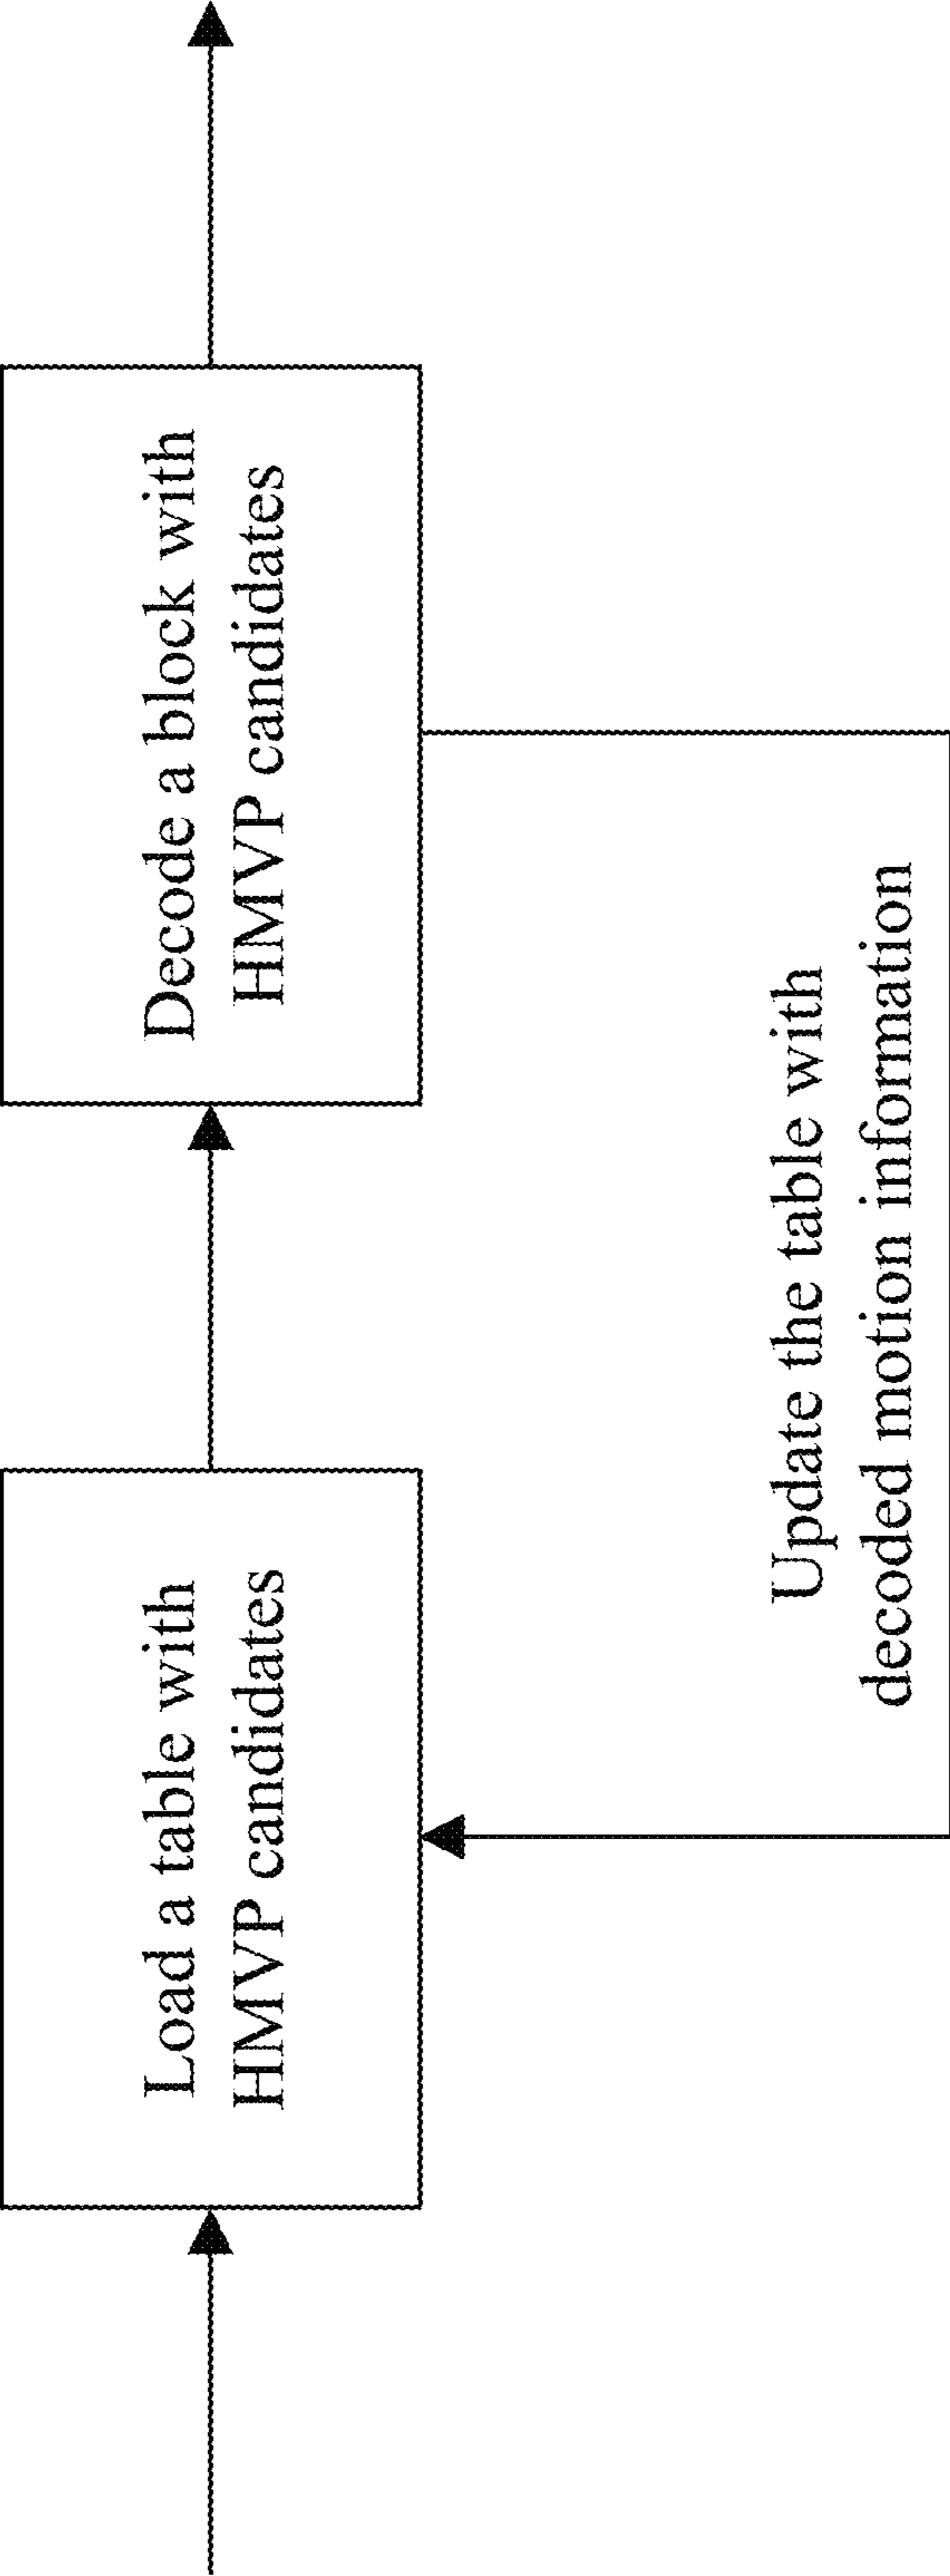 Load a table with
HMVP candidates
Decode a block with
HMVP candidates
Update the table with
decoded motion information